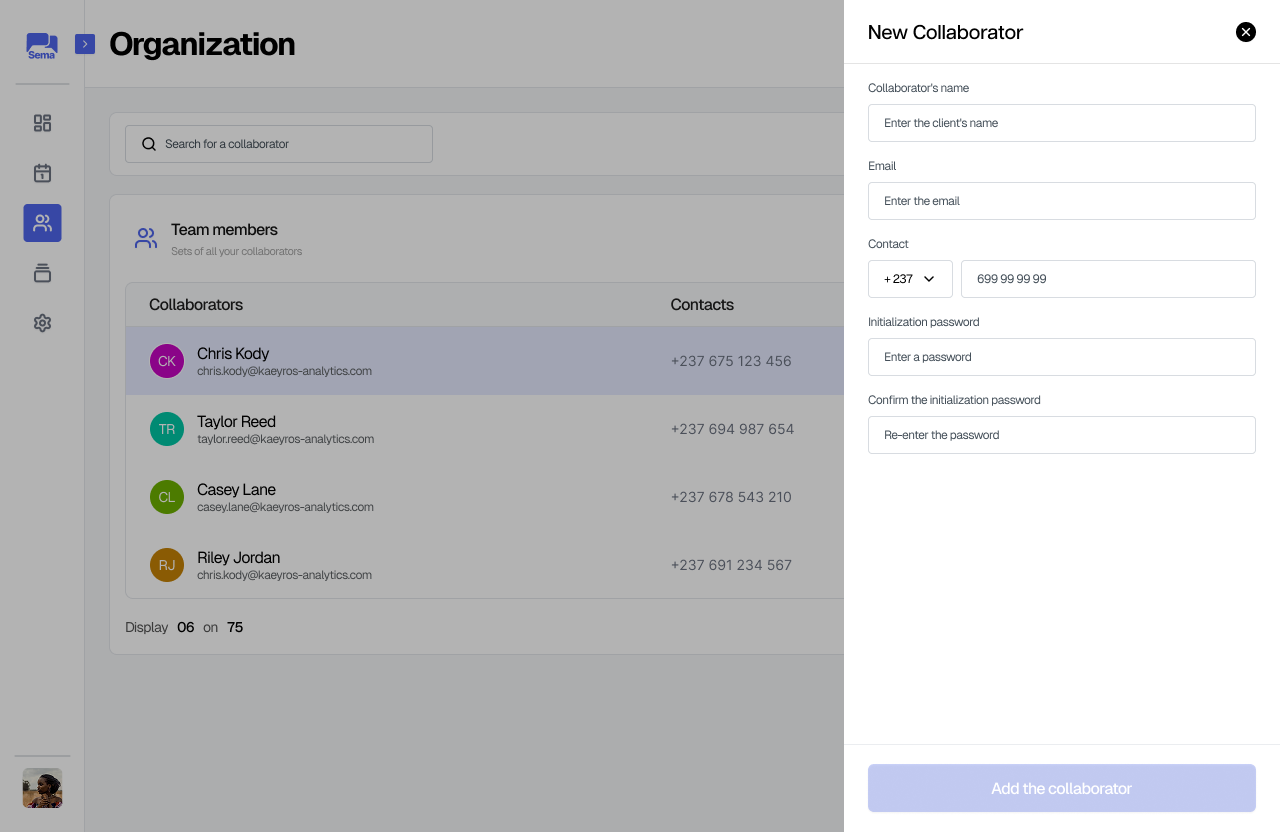 Sema
Organization
Search for a collaborator
Team members
Sets of all your collaborators
Collaborators
Contacts
CK
Chris Kody
chris.kody@kaeyros-analytics.com
+237 675 123 456
TR
Taylor Reed
taylor.reed@kaeyros-analytics.com
+237 694 987 654
CL
Casey Lane
casey.lane@kaeyros-analytics.com
+237 678 543 210
RJ
Riley Jordan
chris.kody@kaeyros-analytics.com
+237 691 234 567
Display 06 on 75
New Collaborator
Collaborator's name
Enter the client's name
Email
Enter the email
Contact
+ 237
699 99 99 99
Initialization password
Enter a password
Confirm the initialization password
Re-enter the password
Add the collaborator